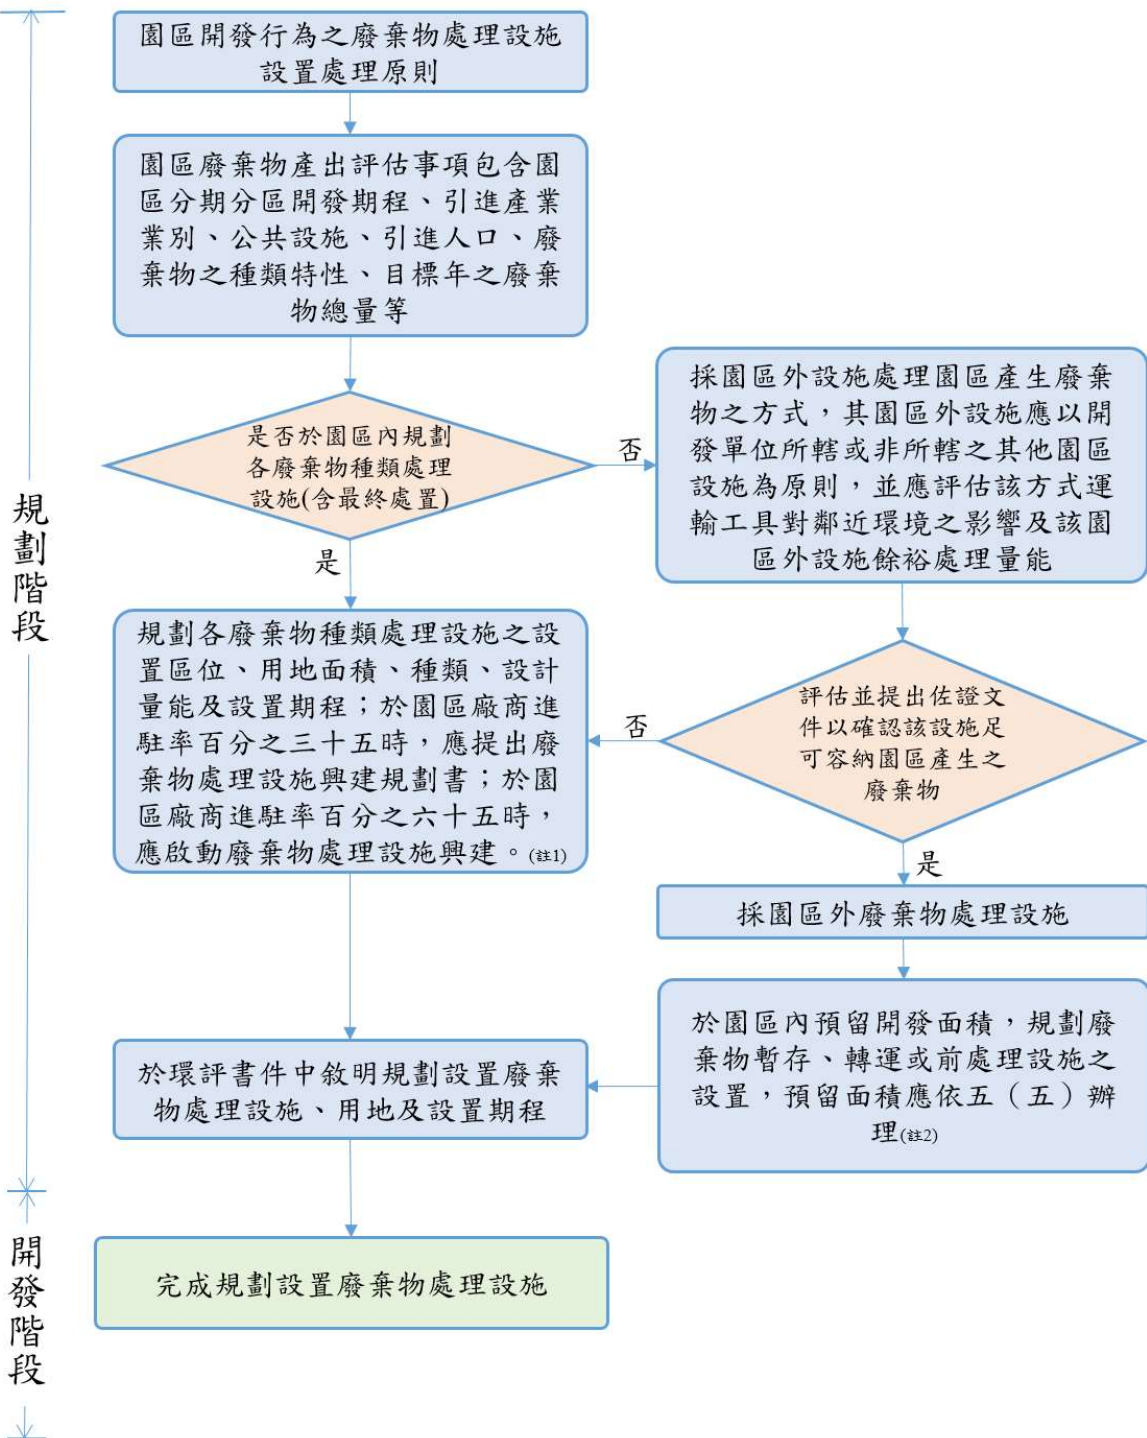 園區開發行為之廢棄物處理設施
設置處理原則
園區廢棄物產出評估事項包含園
區分期分區開發期程、引進產業
業別、公共設施、引進人口、廢
棄物之種類特性、目標年之廢棄
物總量等
是否於園區內規劃
各廢棄物種類處理
設施(含最終處置)
否
是
採園區外設施處理園區產生廢棄
物之方式，其園區外設施應以開
發單位所轄或非所轄之其他園區
設施為原則，並應評估該方式運
輸工具對鄰近環境之影響及該園
區外設施餘裕處理量能
規劃各廢棄物種類處理設施之設
置區位、用地面積、種類、設計
量能及設置期程；於園區廠商進
駐率百分之三十五時，應提出廢
棄物處理設施興建規劃書；於園
區廠商進駐率百分之六十五時，
應啟動廢棄物處理設施興建。(註1)
評估並提出佐證文
件以確認該設施足
可容納園區產生之
廢棄物
否
是
採園區外廢棄物處理設施
於園區內預留開發面積，規劃廢
棄物暫存、轉運或前處理設施之
設置，預留面積應依五（五）辦
理(註2)
於環評書件中敘明規劃設置廢棄
物處理設施、用地及設置期程
完成規劃設置廢棄物處理設施
規劃階段
開發階段